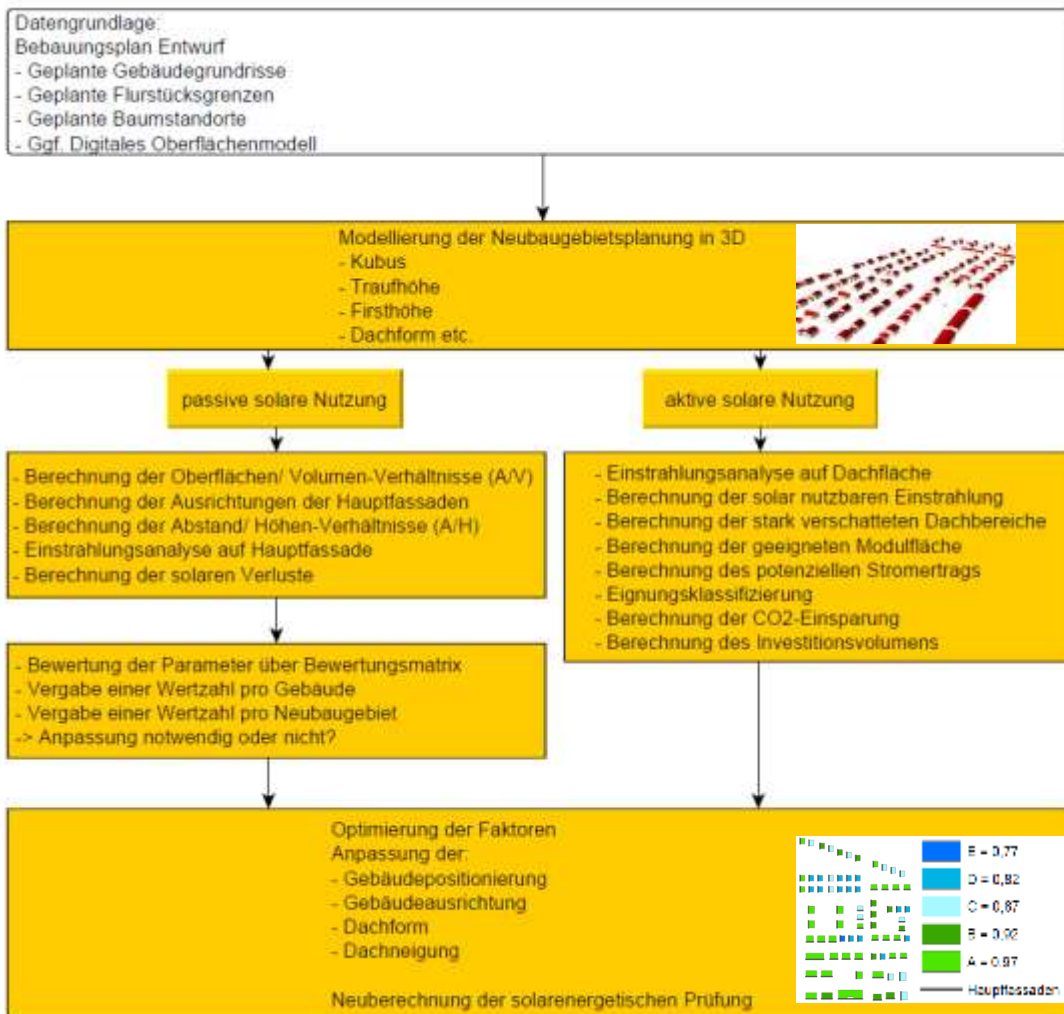 Datengrundlage:
Bebauungsplan Entwurf
- Geplante Gebäudegrundrisse
- Geplante Flurstücksgrenzen
- Geplante Baumstandorte
- Ggf. Digitales Oberflächenmodell
Modellierung der Neubaugebietsplanung in 3D
- Kubus
- Traufhöhe
- Firsthöhe
- Dachform etc.
passive solare Nutzung
aktive solare Nutzung
- Berechnung der Oberflächen/ Volumen-Verhältnisse (A/V)
- Berechnung der Ausrichtungen der Hauptfassaden
- Berechnung der Abstand/ Höhen-Verhältnisse (A/H)
- Einstrahlungsanalyse auf Hauptfassade
- Berechnung der solaren Verluste
- Einstrahlungsanalyse auf Dachfläche
- Berechnung der solar nutzbaren Einstrahlung
- Berechnung der stark verschatteten Dachbereiche
- Berechnung der geeigneten Modulfläche
- Berechnung des potenziellen Stromertrags
- Eignungsklassifizierung
- Berechnung der CO2-Einsparung
- Berechnung des Investitionsvolumens
- Bewertung der Parameter über Bewertungsmatrix
- Vergabe einer Wertzahl pro Gebäude
- Vergabe einer Wertzahl pro Neubaugebiet
-> Anpassung notwendig oder nicht?
Optimierung der Faktoren
Anpassung der:
- Gebäudepositionierung
- Gebäudeausrichtung
- Dachform
- Dachneigung
Neuberechnung der solarenergetischen Prüfung
E = 0,77
D = 0,82
C = 0,87
B = 0,92
A = 0,97
Hauptfassaden